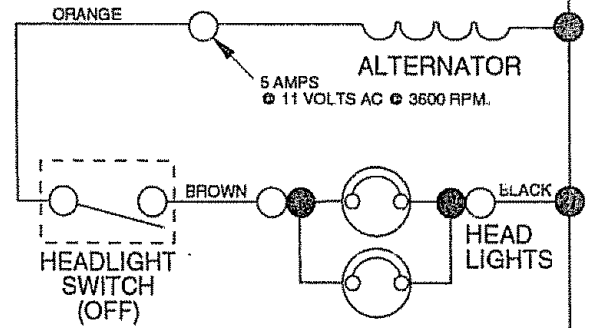 ORANGE
ALTERNATOR
5 AMPS
@ 11 VOLTS AC @ 3600 RPM.
BROWN
BLACK
HEAD
LIGHTS
HEADLIGHT
SWITCH
(OFF)